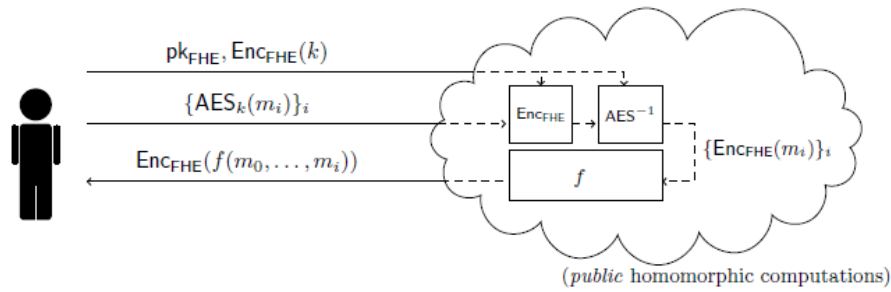 pk_FHE, Enc_FHE(k)
{AES_k(m_i)}_i
Enc_FHE
AES^−1
{Enc_FHE(m_i)}_i
Enc_FHE(f(m_0, . . . , m_i))
f
(public homomorphic computations)